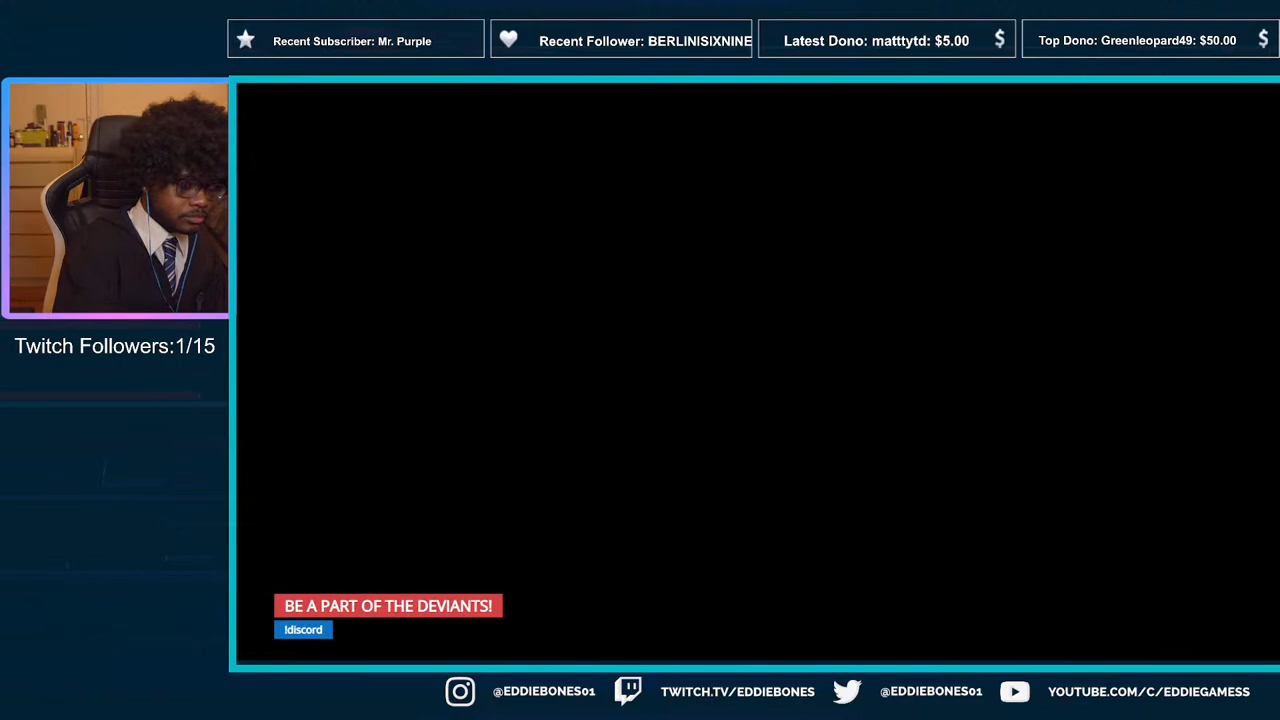 Recent Subscriber: Mr. Purple
Recent Follower: BERLINISIXNINE
Latest Dono: matttytd: $5.00
$
Top Dono: Greenleopard49: $50.00
$
Twitch Followers:1/15
BE A PART OF THE DEVIANTS!
!discord
@EDDIEBONES01
TWITCH.TV/EDDIEBONES
@EDDIEBONES01
YOUTUBE.COM/C/EDDIEGAMESS